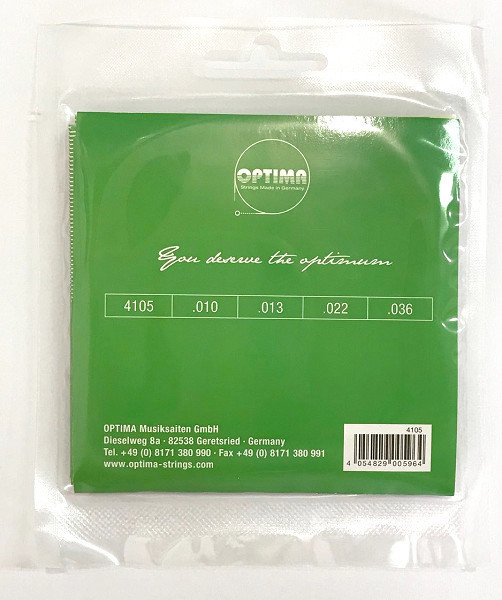 OPTIMA
Strings Made in Germany
You deserve the optimum
4105 .010 .013 .022 .036
OPTIMA Musiksaiten GmbH
Dieselweg 8a · 82538 Geretsried · Germany
Tel. +49 (0) 8171 380 990 · Fax +49 (0) 8171 380 991
www.optima-strings.com
4105
4 054829 005964